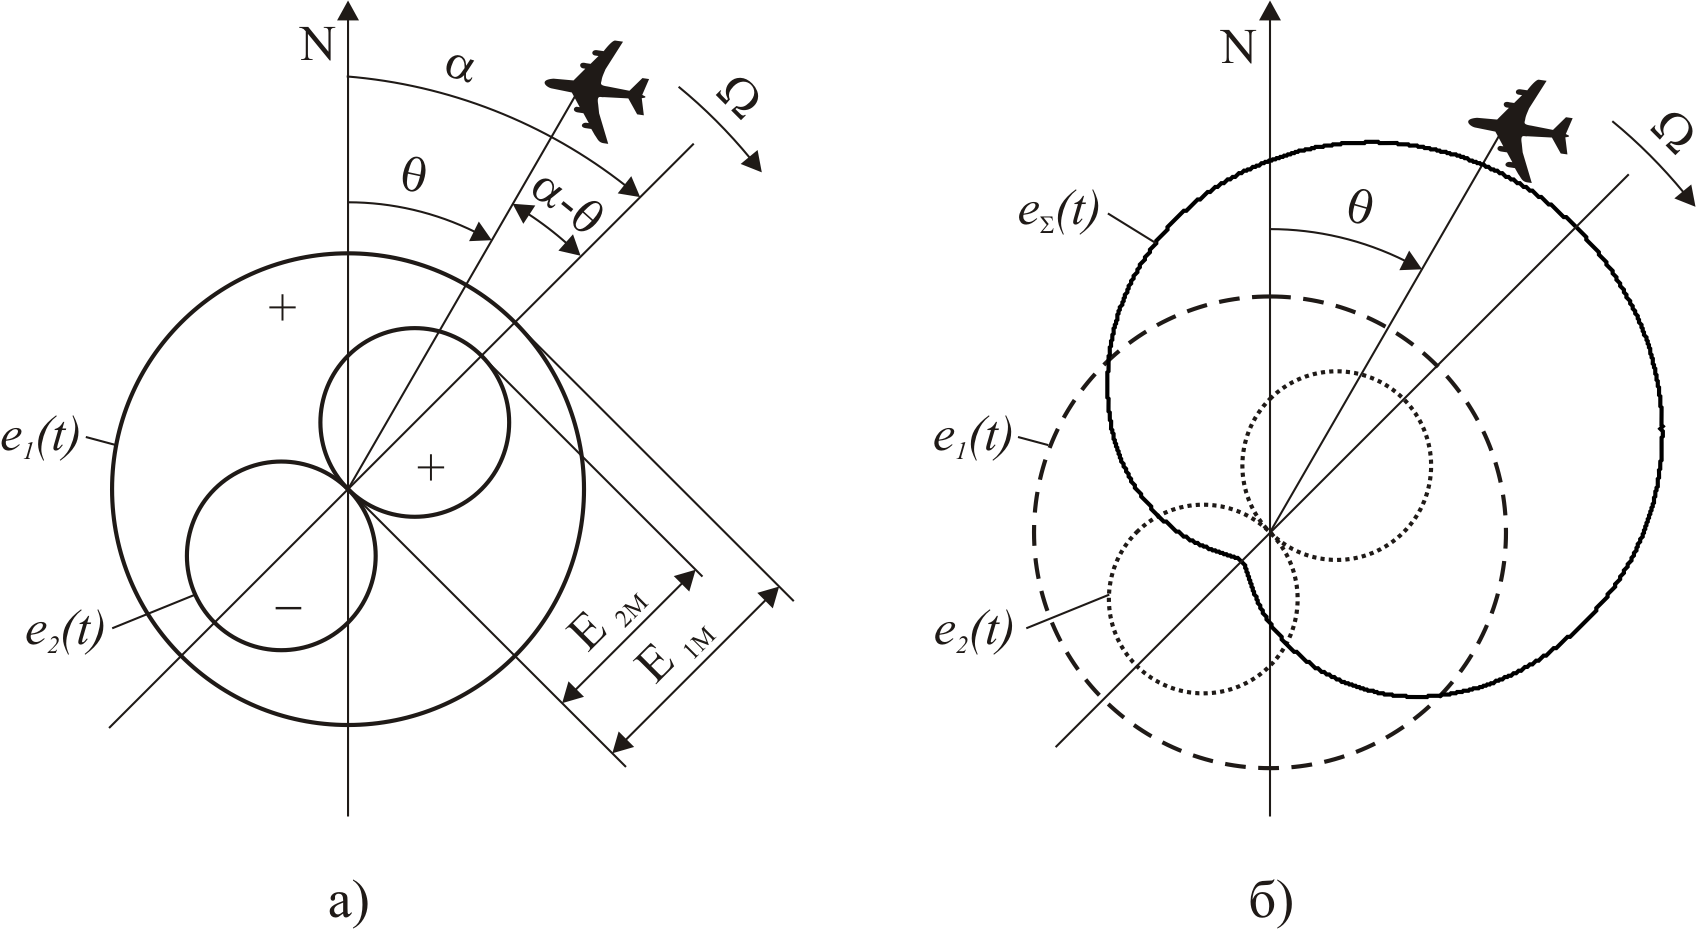 N
α
Ω
θ
α-θ
+
e₁(t)
+
e₂(t)
−
E 2M
E 1M
а)
N
Ω
eΣ(t)
θ
e₁(t)
e₂(t)
б)